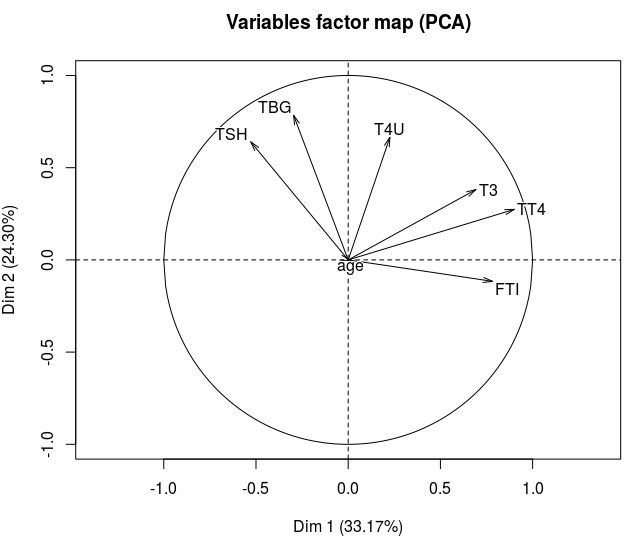 Variables factor map (PCA)
1.0
0.5
0.0
-0.5
-1.0
Dim 2 (24.30%)
TBG
TSH
T4U
T3
TT4
age
FTI
-1.0
-0.5
0.0
0.5
1.0
Dim 1 (33.17%)